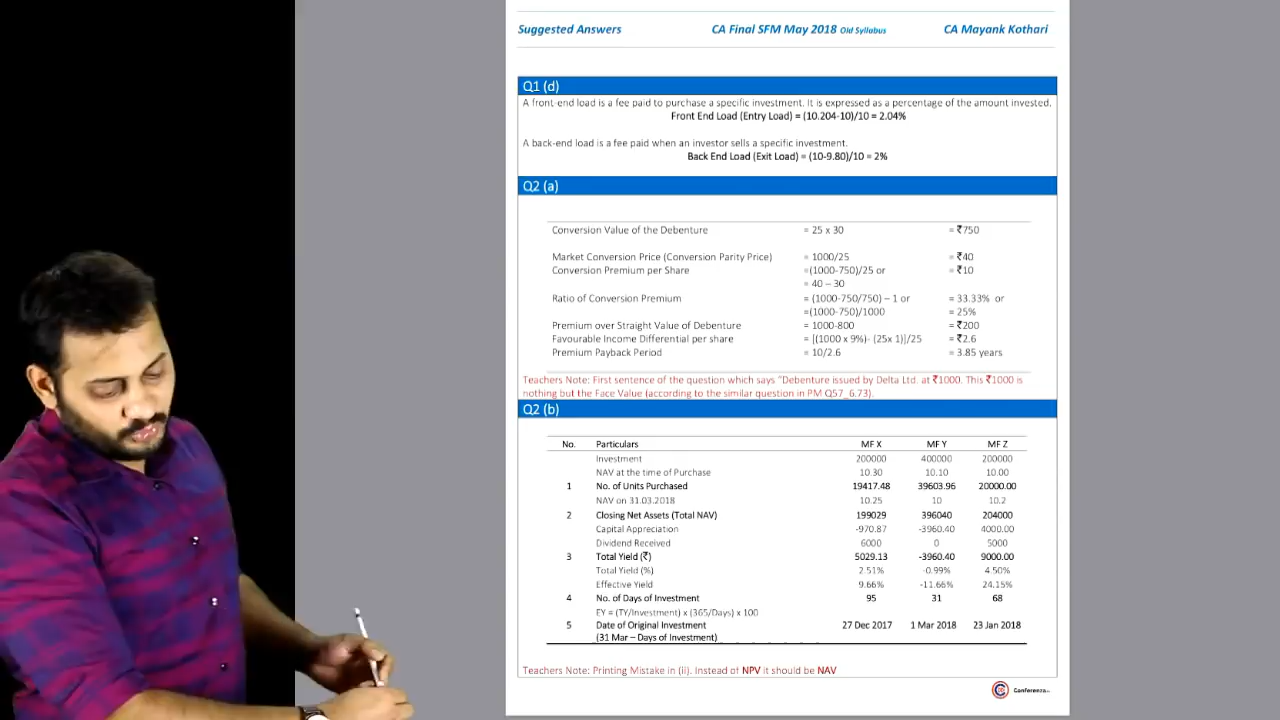 Suggested Answers CA Final SFM May 2018 Old Syllabus CA Mayank Kothari
Q1 (d)
A front-end load is a fee paid to purchase a specific investment. It is expressed as a percentage of the amount invested.
Front End Load (Entry Load) = (10.204-10)/10 = 2.04%
A back-end load is a fee paid when an investor sells a specific investment.
Back End Load (Exit Load) = (10-9.80)/10 = 2%
Q2 (a)
Conversion Value of the Debenture = 25 x 30 = ₹750
Market Conversion Price (Conversion Parity Price) = 1000/25 = ₹40
Conversion Premium per Share =(1000-750)/25 or = ₹10
= 40 – 30
Ratio of Conversion Premium = (1000-750/750) – 1 or = 33.33% or
=(1000-750)/1000 = 25%
Premium over Straight Value of Debenture = 1000-800 = ₹200
Favourable Income Differential per share = [(1000 x 9%)- (25x 1)]/25 = ₹2.6
Premium Payback Period = 10/2.6 = 3.85 years
Teachers Note: First sentence of the question which says "Debenture issued by Delta Ltd. at ₹1000. This ₹1000 is
nothing but the Face Value (according to the similar question in PM Q57_6.73).
Q2 (b)
No. Particulars MF X MF Y MF Z
Investment 200000 400000 200000
NAV at the time of Purchase 10.30 10.10 10.00
1 No. of Units Purchased 19417.48 39603.96 20000.00
NAV on 31.03.2018 10.25 10 10.2
2 Closing Net Assets (Total NAV) 199029 396040 204000
Capital Appreciation -970.87 -3960.40 4000.00
Dividend Received 6000 0 5000
3 Total Yield (₹) 5029.13 -3960.40 9000.00
Total Yield (%) 2.51% -0.99% 4.50%
Effective Yield 9.66% -11.66% 24.15%
4 No. of Days of Investment 95 31 68
EY = (TY/Investment) x (365/Days) x 100
5 Date of Original Investment 27 Dec 2017 1 Mar 2018 23 Jan 2018
(31 Mar – Days of Investment)
Teachers Note: Printing Mistake in (ii). Instead of NPV it should be NAV
Conferenza